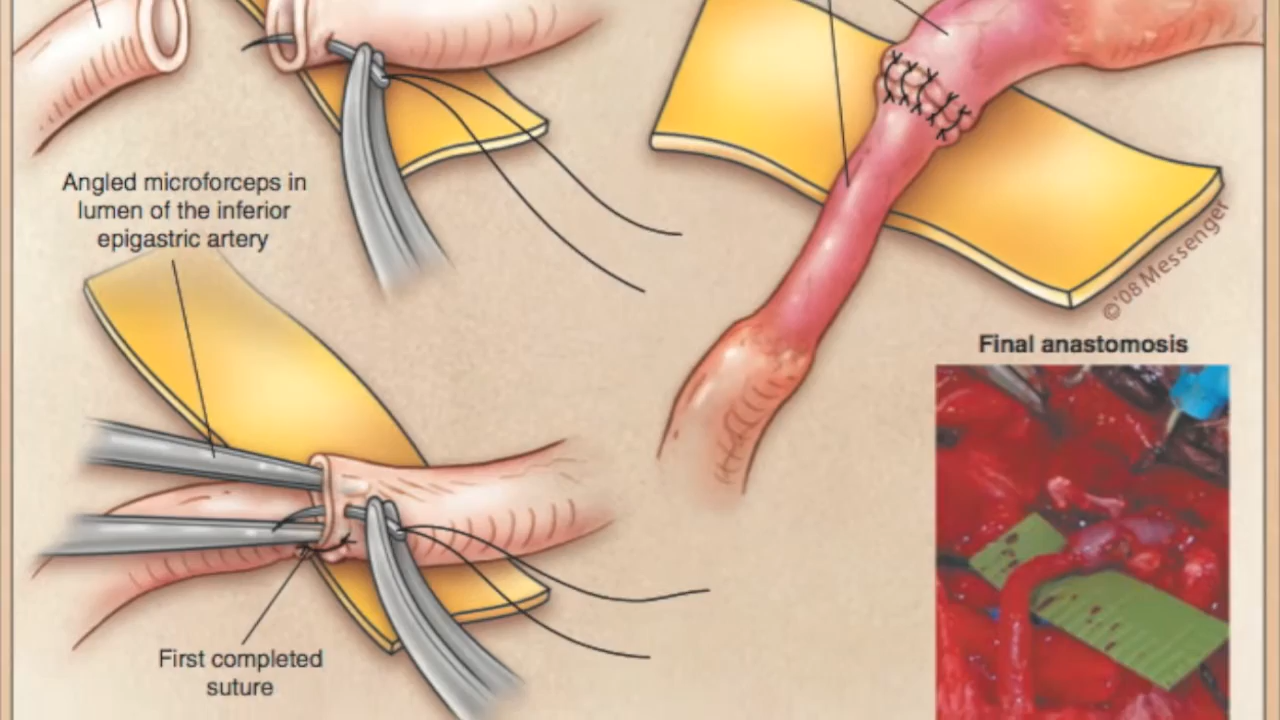 Angled microforceps in
lumen of the inferior
epigastric artery
©'08 Messenger
Final anastomosis
First completed
suture